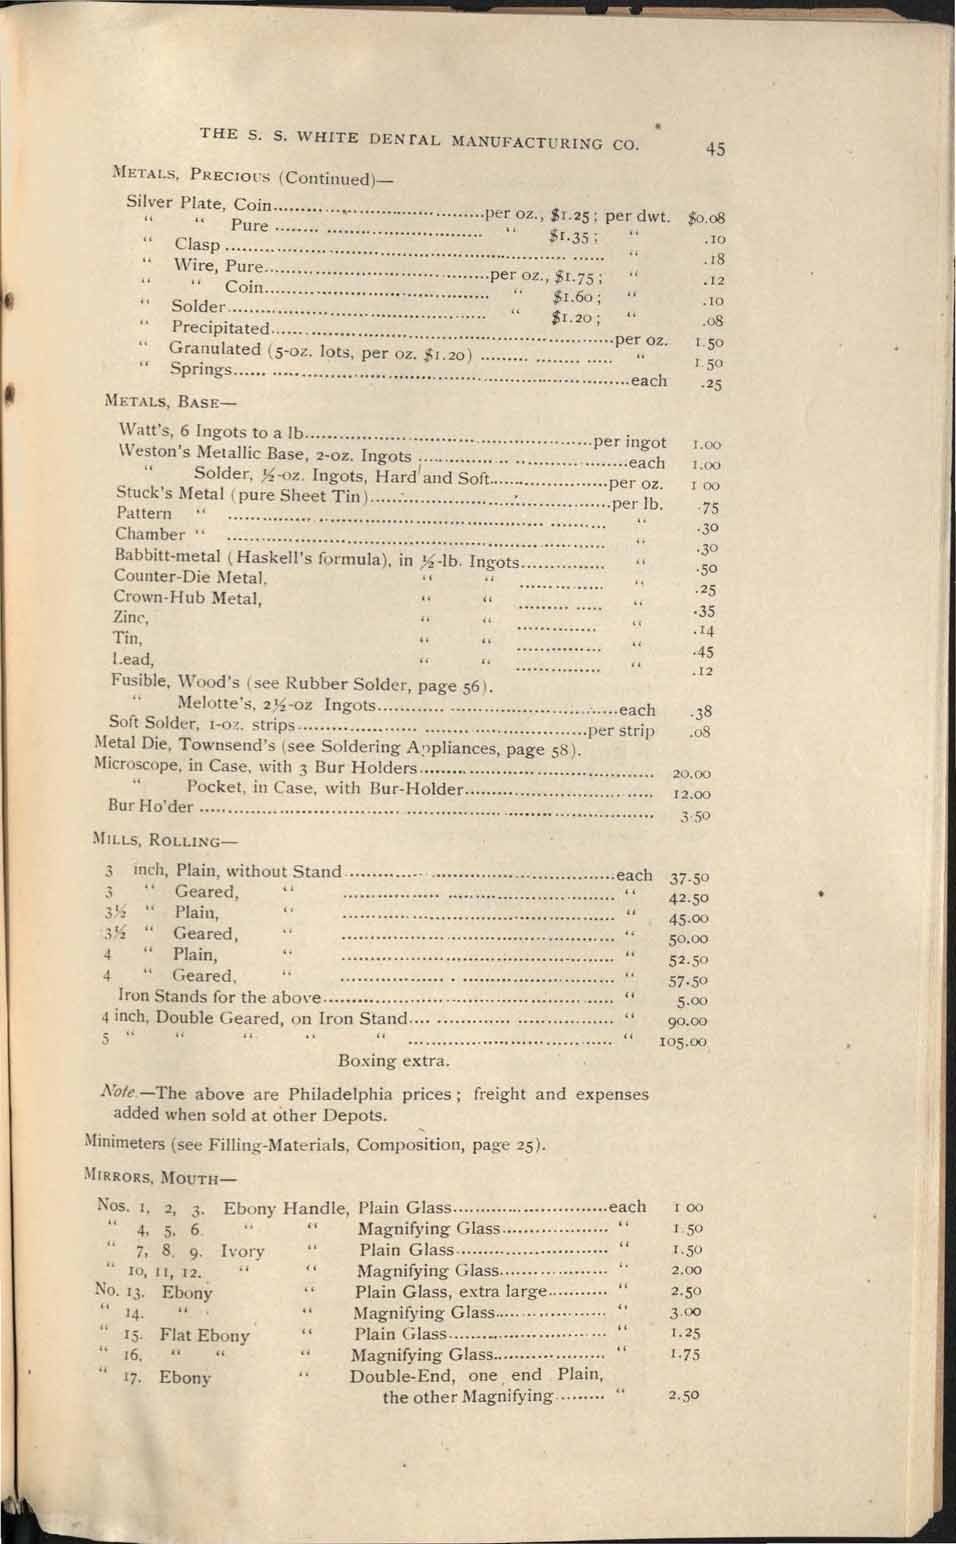 THE S. S. WHITE DENTAL MANUFACTURING CO. 45
METALS, PRECIOUS (Continued)—
Silver Plate, Coin..........per oz., $1.25; per dwt. $0.08
“ “ Pure.......... “ $1.35; “ .10
“ Clasp.......... “ .18
“ Wire, Pure..........per oz., $1.75; “ .12
“ “ Coin.......... “ $1.60; “ .10
“ Solder.......... “ $1.20; “ .08
“ Precipitated..........per oz. 1.50
“ Granulated (5-oz. lots, per oz. $1.20).......... “ 1.50
“ Springs..........each .25
METALS, BASE—
Watt's, 6 Ingots to a lb..........per ingot 1.00
Weston's Metallic Base, 2-oz. Ingots..........each 1.00
“ Solder, ½-oz. Ingots, Hard and Soft..........per oz. 1 00
Stuck's Metal (pure Sheet Tin)..........per lb. .75
Pattern “ .......... “ .30
Chamber “ .......... “ .30
Babbitt-metal (Haskell's formula), in ½-lb. Ingots.......... “ .50
Counter-Die Metal, “ “ .......... “ .25
Crown-Hub Metal, “ “ .......... “ .35
Zinc, “ “ .......... “ .14
Tin, “ “ .......... “ .45
Lead, “ “ .......... “ .12
Fusible, Wood's (see Rubber Solder, page 56).
“ Melotte's, 2½-oz Ingots..........each .38
Soft Solder, 1-oz. strips..........per strip .08
Metal Die, Townsend's (see Soldering Appliances, page 58).
Microscope, in Case, with 3 Bur Holders.......... 20.00
“ Pocket, in Case, with Bur-Holder.......... 12.00
Bur Ho'der.......... 3.50
MILLS, ROLLING—
3 inch, Plain, without Stand..........each 37.50
3 “ Geared, “ .......... “ 42.50
3½ “ Plain, “ .......... “ 45.00
3½ “ Geared, “ .......... “ 50.00
4 “ Plain, “ .......... “ 52.50
4 “ Geared, “ .......... “ 57.50
Iron Stands for the above.......... “ 5.00
4 inch, Double Geared, on Iron Stand.......... “ 90.00
5 “ “ “ “ “ .......... “ 105.00
Boxing extra.
Note.—The above are Philadelphia prices; freight and expenses
added when sold at other Depots.
Minimeters (see Filling-Materials, Composition, page 25).
MIRRORS, MOUTH—
Nos. 1, 2, 3. Ebony Handle, Plain Glass..........each 1 00
“ 4, 5, 6. “ “ Magnifying Glass.......... “ 1.50
“ 7, 8, 9. Ivory “ Plain Glass.......... “ 1.50
“ 10, 11, 12. “ “ Magnifying Glass.......... “ 2.00
No. 13. Ebony “ Plain Glass, extra large.......... “ 2.50
“ 14. “ “ Magnifying Glass.......... “ 3.00
“ 15. Flat Ebony “ Plain Glass.......... “ 1.25
“ 16. “ “ “ Magnifying Glass.......... “ 1.75
“ 17. Ebony “ Double-End, one end Plain,
the other Magnifying.......... “ 2.50